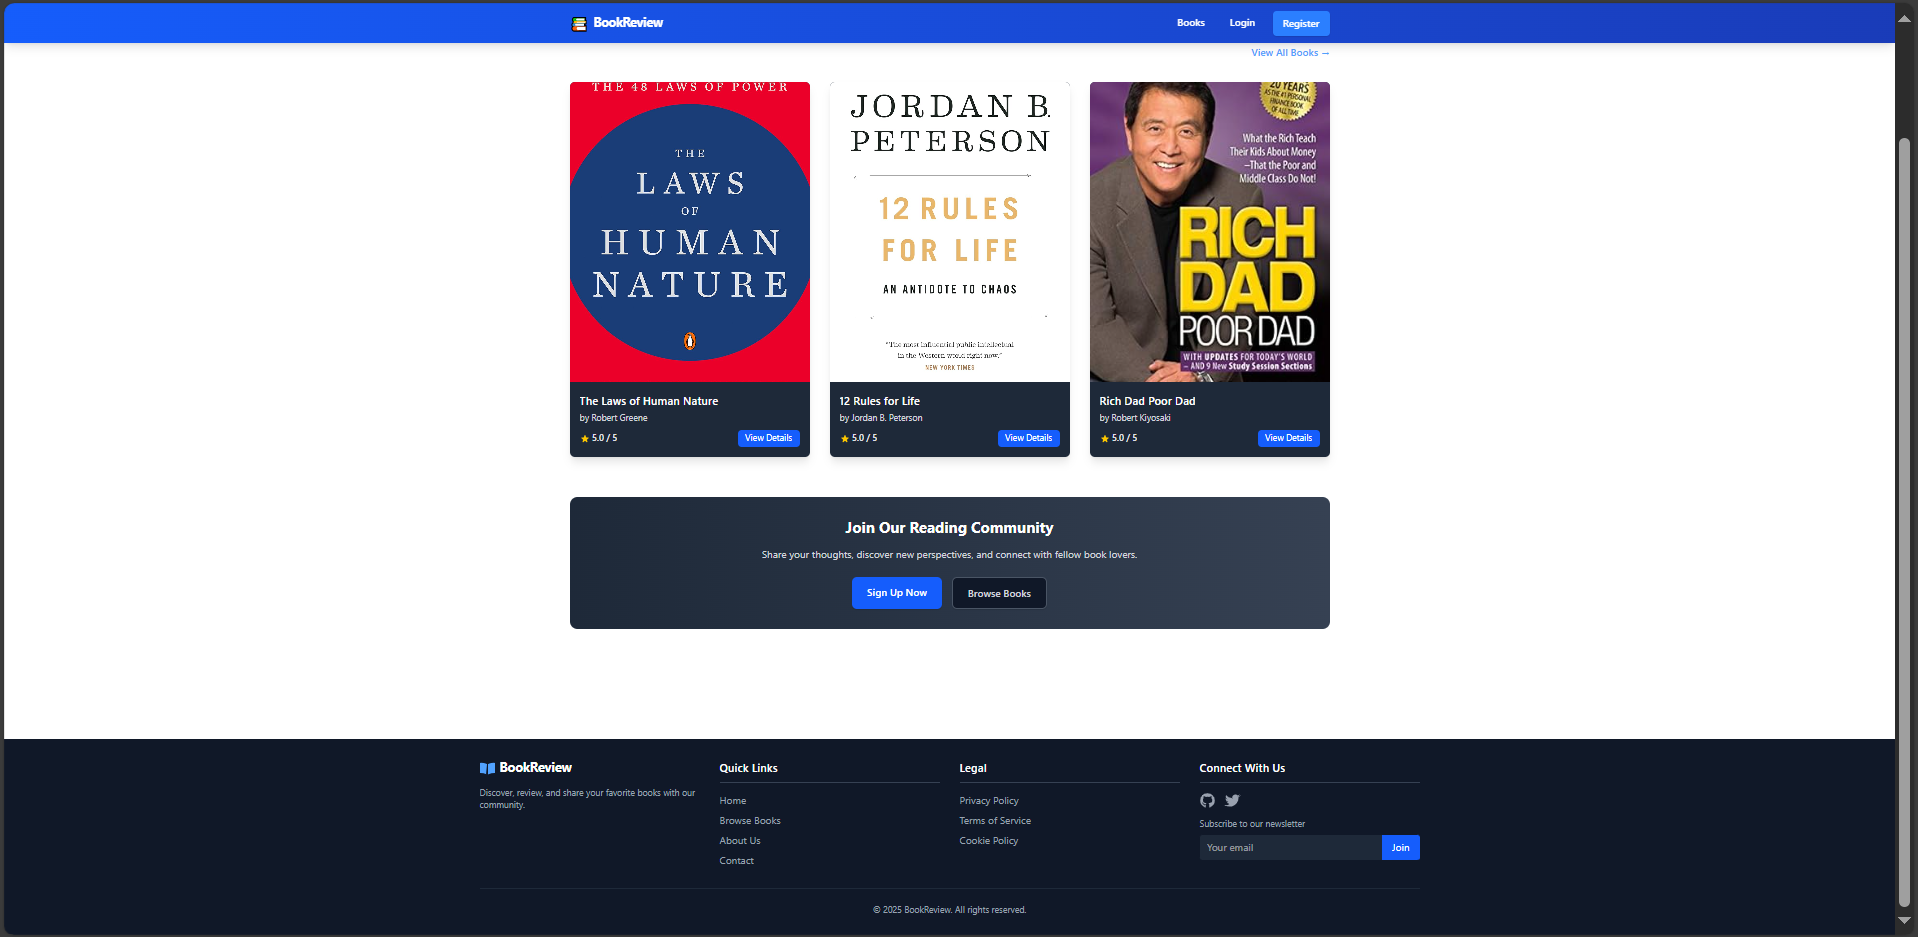 BookReview
Books
Login
Register
View All Books →
THE 48 LAWS OF POWER
THE
LAWS
OF
HUMAN
NATURE
The Laws of Human Nature
by Robert Greene
5.0 / 5
View Details
JORDAN B.
PETERSON
12 RULES
FOR LIFE
AN ANTIDOTE TO CHAOS
"The most influential public intellectual
in the Western world right now."
NEW YORK TIMES
12 Rules for Life
by Jordan B. Peterson
5.0 / 5
View Details
20 YEARS
AS THE #1 PERSONAL
FINANCE BOOK
OF ALL TIME
What the Rich Teach
Their Kids About Money
–That the Poor and
Middle Class Do Not!
RICH
DAD
POOR DAD
WITH UPDATES FOR TODAY'S WORLD
– AND 9 New Study Session Sections
Rich Dad Poor Dad
by Robert Kiyosaki
5.0 / 5
View Details
Join Our Reading Community
Share your thoughts, discover new perspectives, and connect with fellow book lovers.
Sign Up Now
Browse Books
BookReview
Discover, review, and share your favorite books with our
community.
Quick Links
Home
Browse Books
About Us
Contact
Legal
Privacy Policy
Terms of Service
Cookie Policy
Connect With Us
Subscribe to our newsletter
Your email
Join
© 2025 BookReview. All rights reserved.